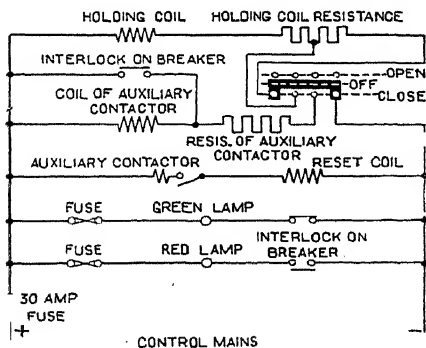 HOLDING COIL
HOLDING COIL RESISTANCE
INTERLOCK ON BREAKER
OPEN
OFF
CLOSE
COIL OF AUXILIARY
CONTACTOR
RESIS. OF AUXILIARY
CONTACTOR
AUXILIARY CONTACTOR
RESET COIL
FUSE
GREEN LAMP
FUSE
RED LAMP
INTERLOCK ON
BREAKER
30 AMP
FUSE
+
-
CONTROL MAINS